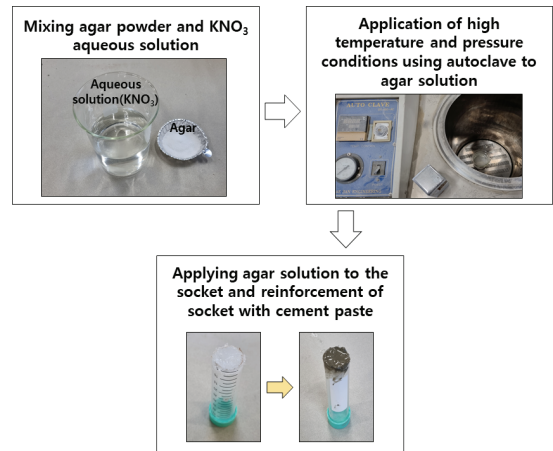 Mixing agar powder and KNO₃
aqueous solution
Aqueous
solution(KNO₃)
Agar
Application of high
temperature and pressure
conditions using autoclave to
agar solution
AUTO CLAVE
Applying agar solution to the
socket and reinforcement of
socket with cement paste